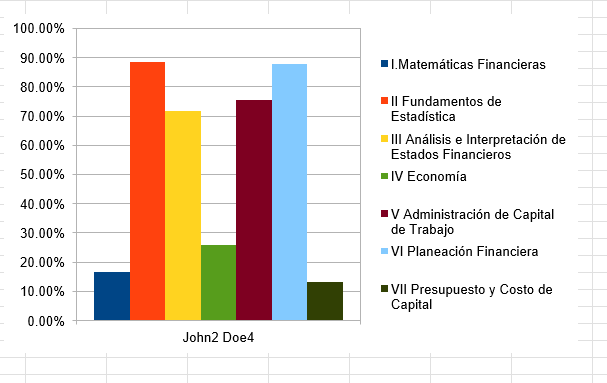 100.00%
90.00%
80.00%
70.00%
60.00%
50.00%
40.00%
30.00%
20.00%
10.00%
0.00%
John2 Doe4
I.Matemáticas Financieras
II Fundamentos de
Estadística
III Análisis e Interpretación de
Estados Financieros
IV Economía
V Administración de Capital
de Trabajo
VI Planeación Financiera
VII Presupuesto y Costo de
Capital